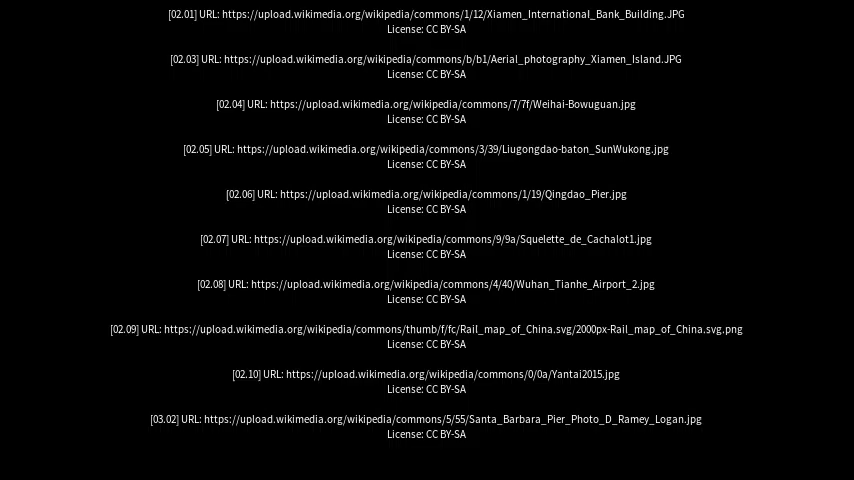 [02.01] URL: https://upload.wikimedia.org/wikipedia/commons/1/12/Xiamen_International_Bank_Building.JPG
License: CC BY-SA
[02.03] URL: https://upload.wikimedia.org/wikipedia/commons/b/b1/Aerial_photography_Xiamen_Island.JPG
License: CC BY-SA
[02.04] URL: https://upload.wikimedia.org/wikipedia/commons/7/7f/Weihai-Bowuguan.jpg
License: CC BY-SA
[02.05] URL: https://upload.wikimedia.org/wikipedia/commons/3/39/Liugongdao-baton_SunWukong.jpg
License: CC BY-SA
[02.06] URL: https://upload.wikimedia.org/wikipedia/commons/1/19/Qingdao_Pier.jpg
License: CC BY-SA
[02.07] URL: https://upload.wikimedia.org/wikipedia/commons/9/9a/Squelette_de_Cachalot1.jpg
License: CC BY-SA
[02.08] URL: https://upload.wikimedia.org/wikipedia/commons/4/40/Wuhan_Tianhe_Airport_2.jpg
License: CC BY-SA
[02.09] URL: https://upload.wikimedia.org/wikipedia/commons/thumb/f/fc/Rail_map_of_China.svg/2000px-Rail_map_of_China.svg.png
License: CC BY-SA
[02.10] URL: https://upload.wikimedia.org/wikipedia/commons/0/0a/Yantai2015.jpg
License: CC BY-SA
[03.02] URL: https://upload.wikimedia.org/wikipedia/commons/5/55/Santa_Barbara_Pier_Photo_D_Ramey_Logan.jpg
License: CC BY-SA